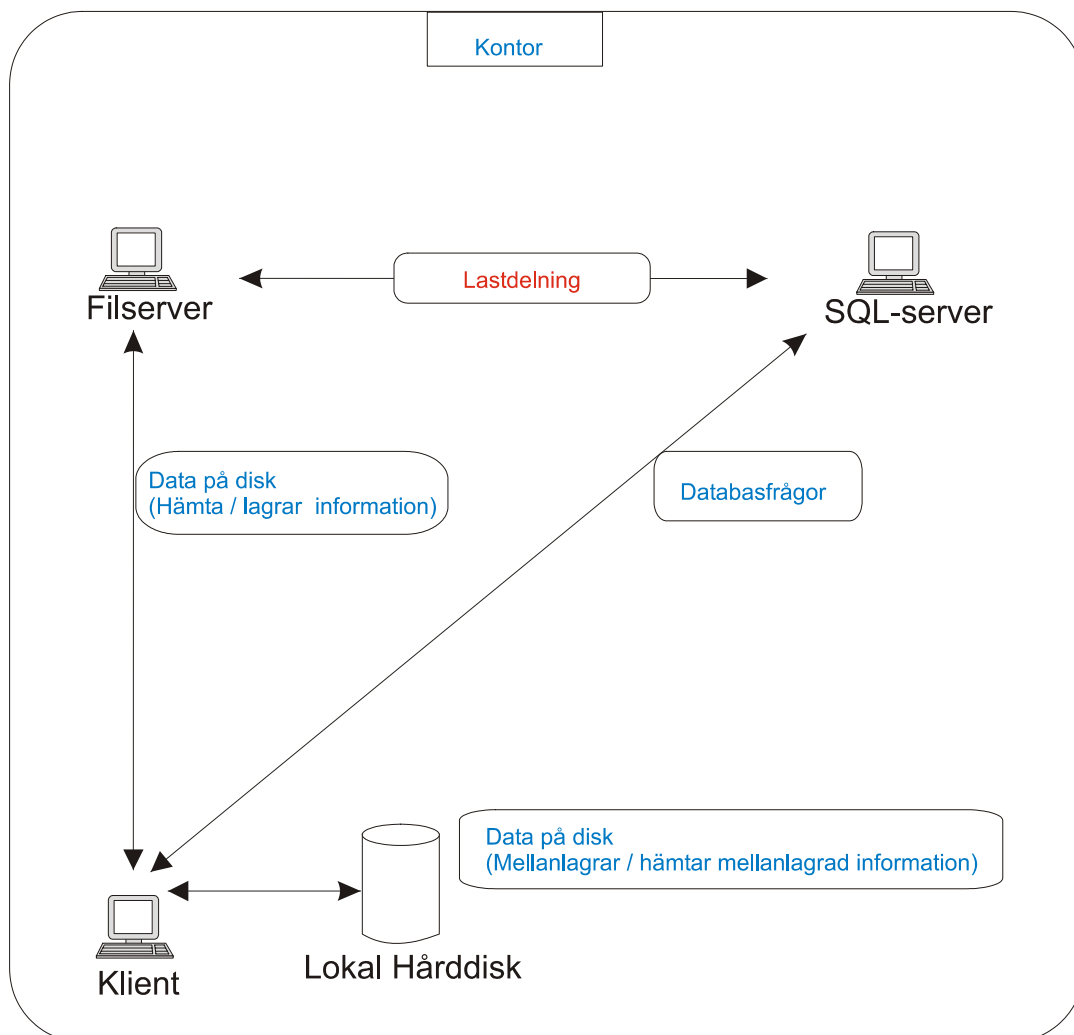 Kontor
Lastdelning
Filserver
SQL-server
Data på disk
(Hämta / lagrar information)
Databasfrågor
Data på disk
(Mellanlagrar / hämtar mellanlagrad information)
Lokal Hårddisk
Klient